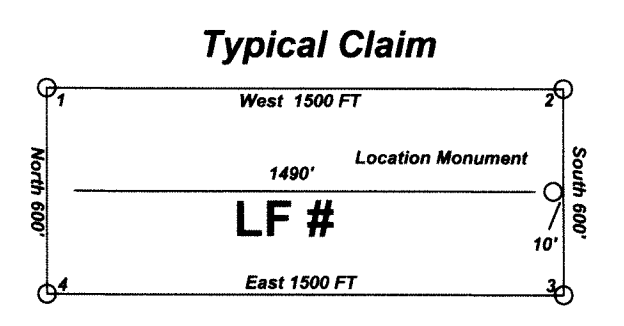 Typical Claim
1
West 1500 FT
2
North 600'
1490'
Location Monument
South 600'
LF #
10'
4
East 1500 FT
3